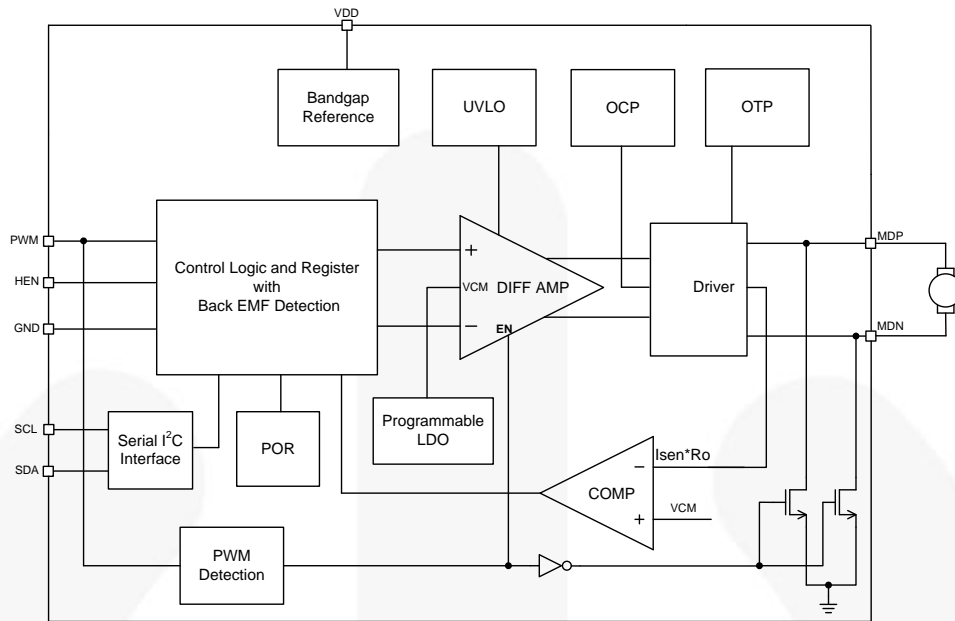 VDD
Bandgap
Reference
UVLO
OCP
OTP
PWM
HEN
GND
Control Logic and Register
with
Back EMF Detection
+
VCM
DIFF AMP
−
EN
Driver
MDP
MDN
SCL
SDA
Serial I²C
Interface
POR
Programmable
LDO
COMP
−
+
Isen*Ro
VCM
PWM
Detection